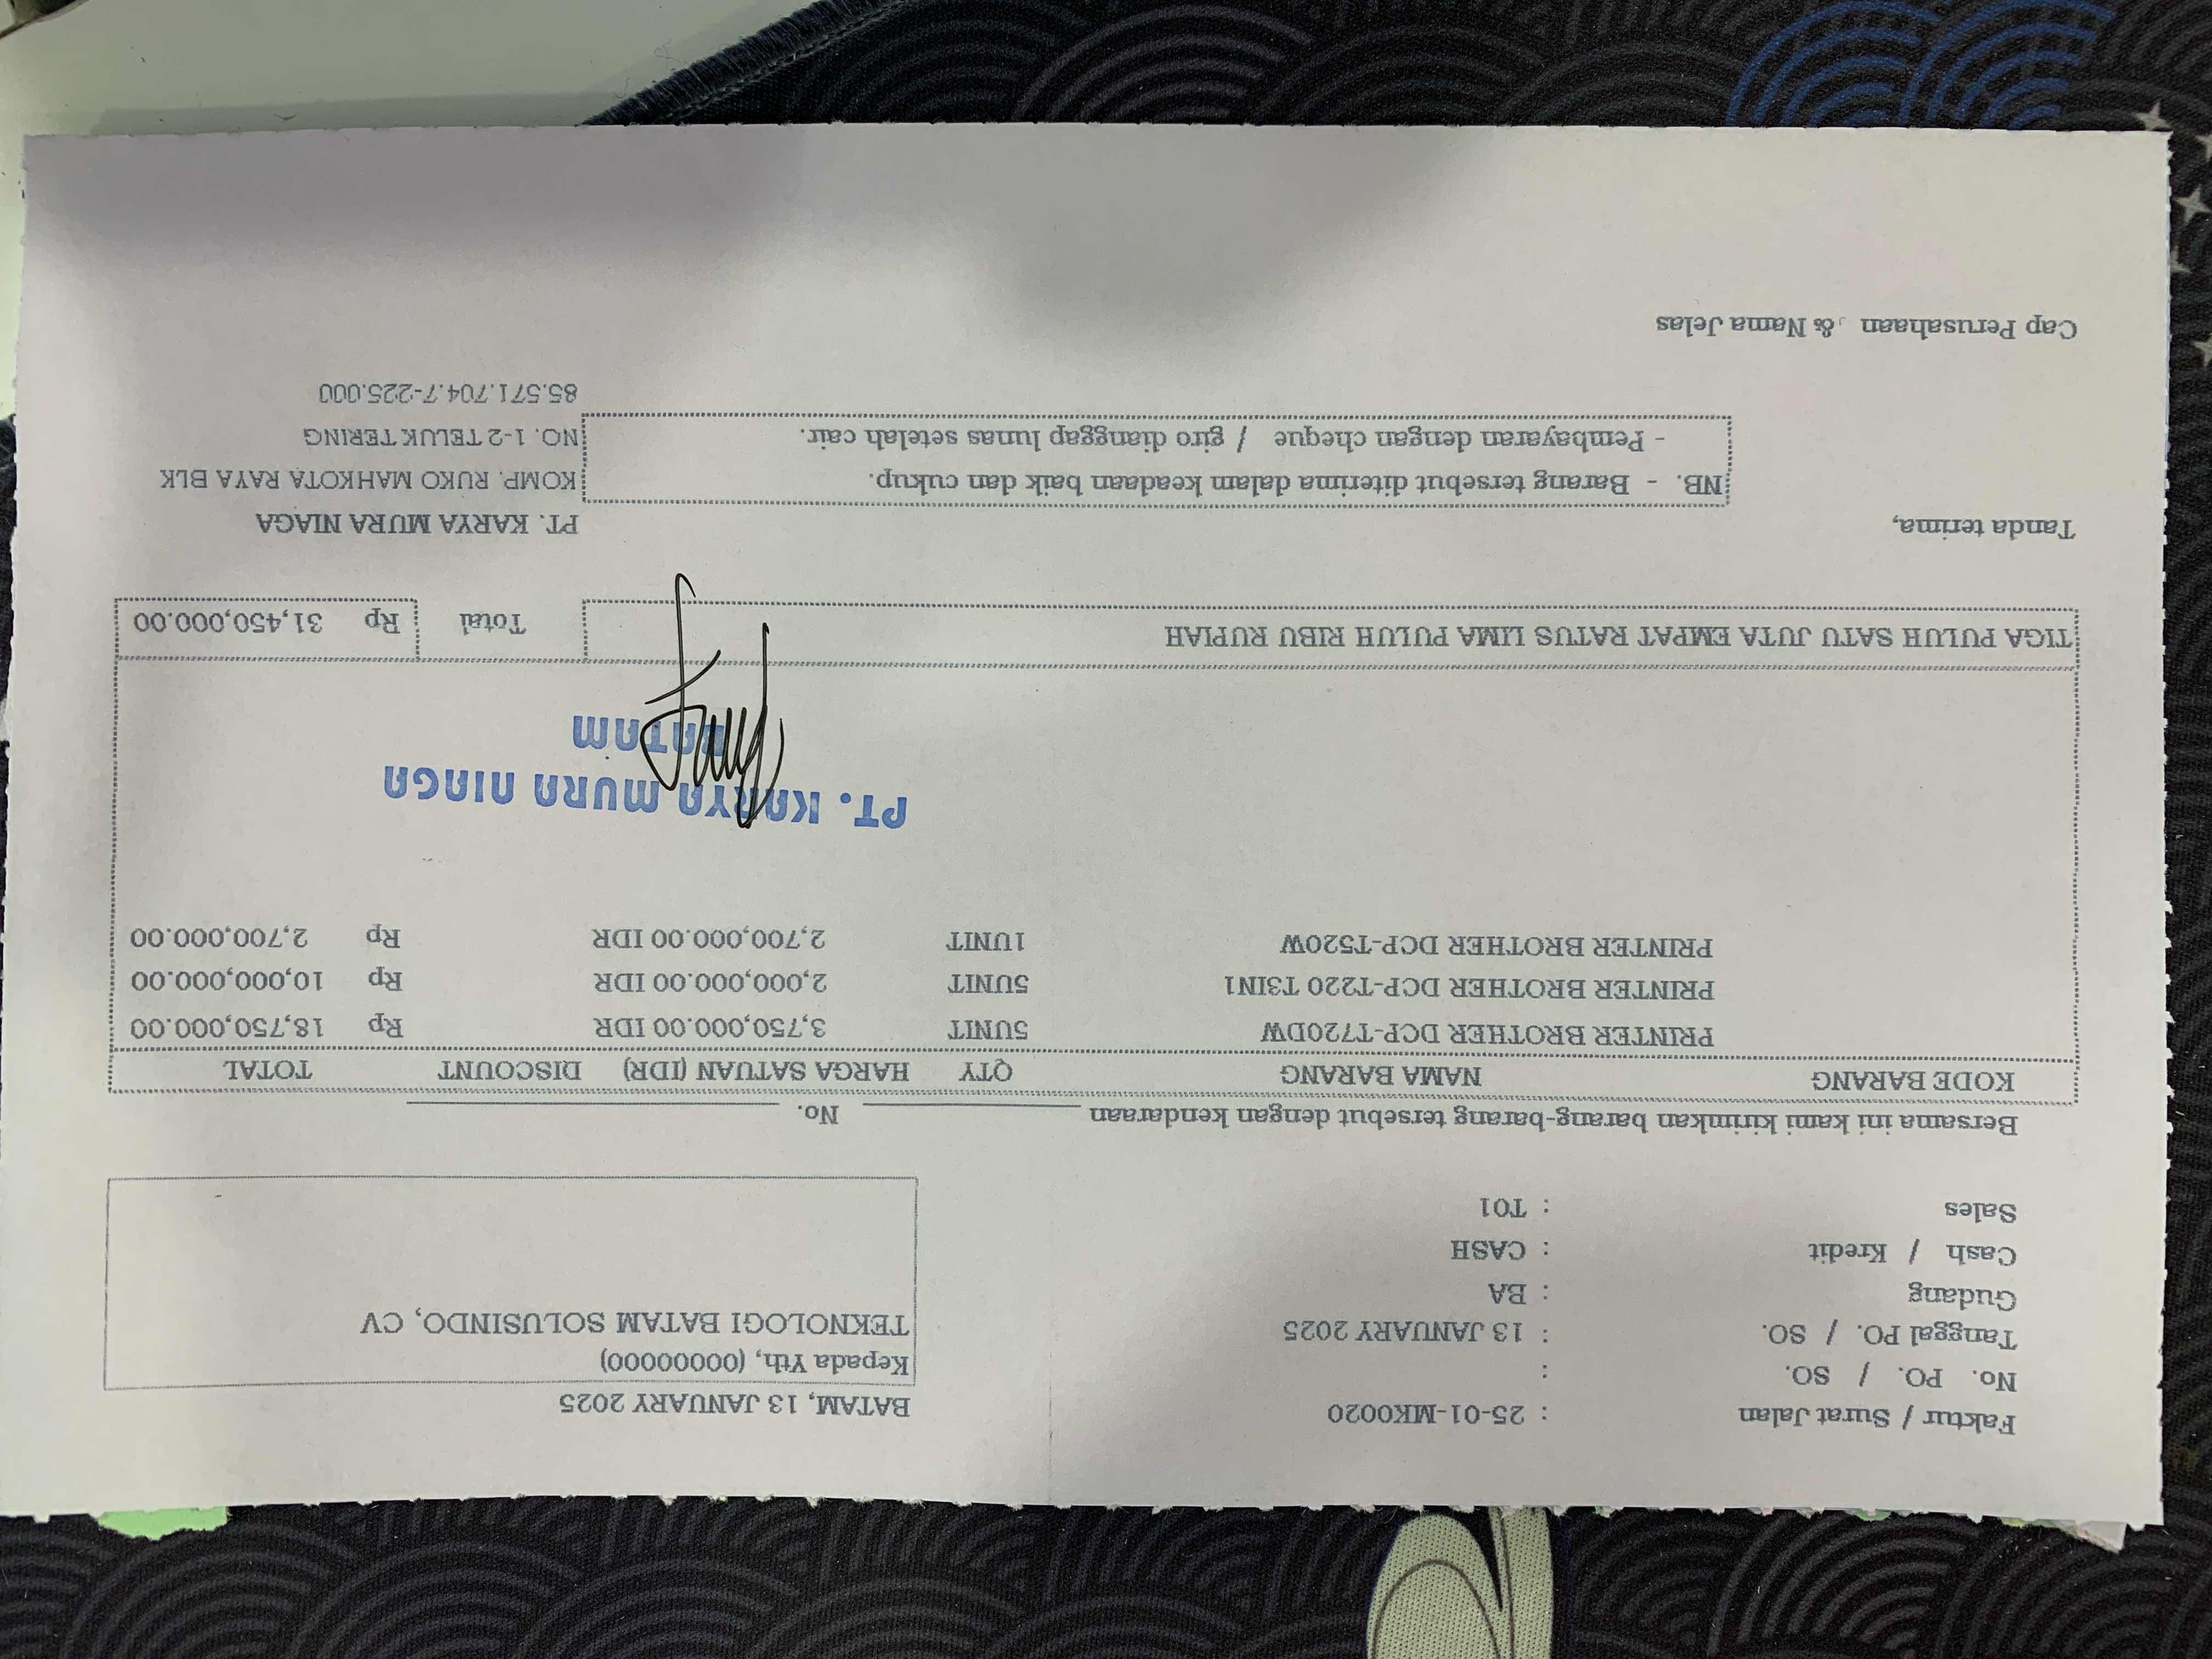 Faktur / Surat Jalan : 25-01-MK0020
BATAM, 13 JANUARY 2025
No. PO. / SO. :
Kepada Yth, (0000000)
Tanggal PO. / SO. : 13 JANUARY 2025
TEKNOLOGI BATAM SOLUSINDO, CV
Gudang : BA
Cash / Kredit : CASH
Sales : T01
Bersama ini kami kirimkan barang-barang tersebut dengan kendaraan No.
KODE BARANG NAMA BARANG QTY HARGA SATUAN (IDR) DISCOUNT TOTAL
PRINTER BROTHER DCP-T720DW 5UNIT 3,750,000.00 IDR Rp 18,750,000.00
PRINTER BROTHER DCP-T220 T3IN1 5UNIT 2,000,000.00 IDR Rp 10,000,000.00
PRINTER BROTHER DCP-T520W 1UNIT 2,700,000.00 IDR Rp 2,700,000.00
PT. KARYA MURA NIAGA
BATAM
TIGA PULUH SATU JUTA EMPAT RATUS LIMA PULUH RIBU RUPIAH Total Rp 31,450,000.00
Tanda terima,
PT. KARYA MURA NIAGA
NB. - Barang tersebut diterima dalam keadaan baik dan cukup.
KOMP. RUKO MAHKOTA RAYA BLK
- Pembayaran dengan cheque / giro dianggap lunas setelah cair.
NO. 1-2 TELUK TERING
85.571.704.7-225.000
Cap Perusahaan , & Nama Jelas